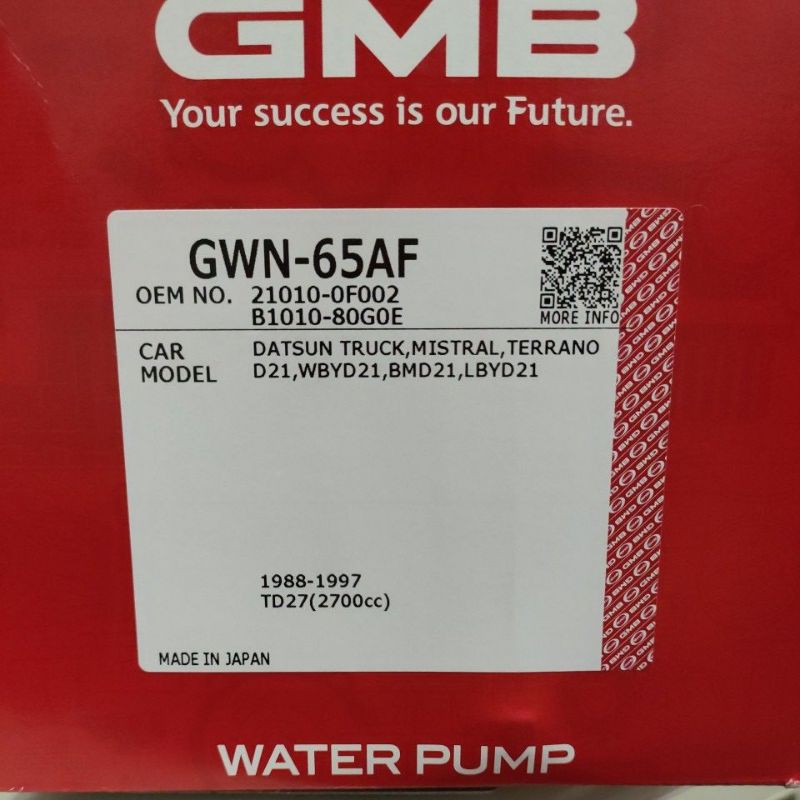 GMB
Your success is our Future.
GWN-65AF
OEM NO. 21010-0F002
B1010-80G0E
MORE INFO
CAR DATSUN TRUCK,MISTRAL,TERRANO
MODEL D21,WBYD21,BMD21,LBYD21
1988-1997
TD27(2700cc)
MADE IN JAPAN
WATER PUMP